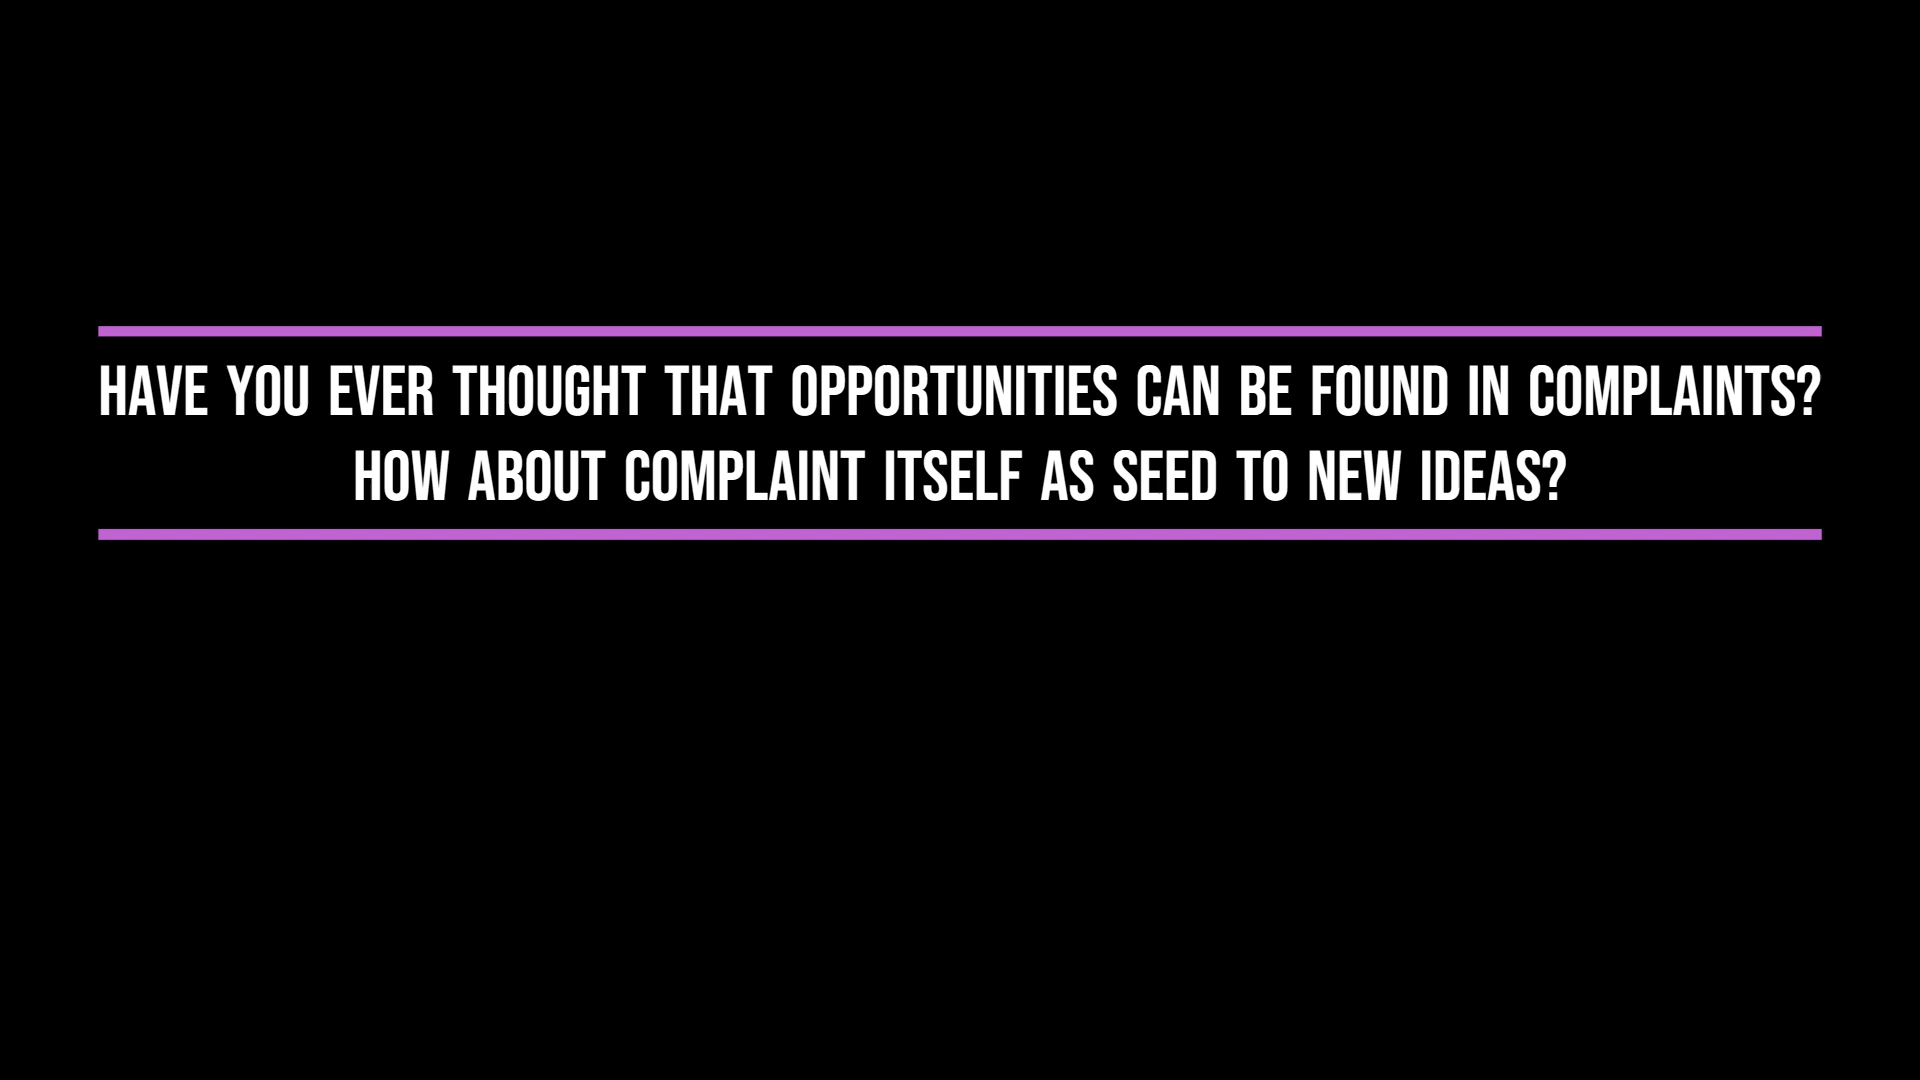 HAVE YOU EVER THOUGHT THAT OPPORTUNITIES CAN BE FOUND IN COMPLAINTS?
HOW ABOUT COMPLAINT ITSELF AS SEED TO NEW IDEAS?